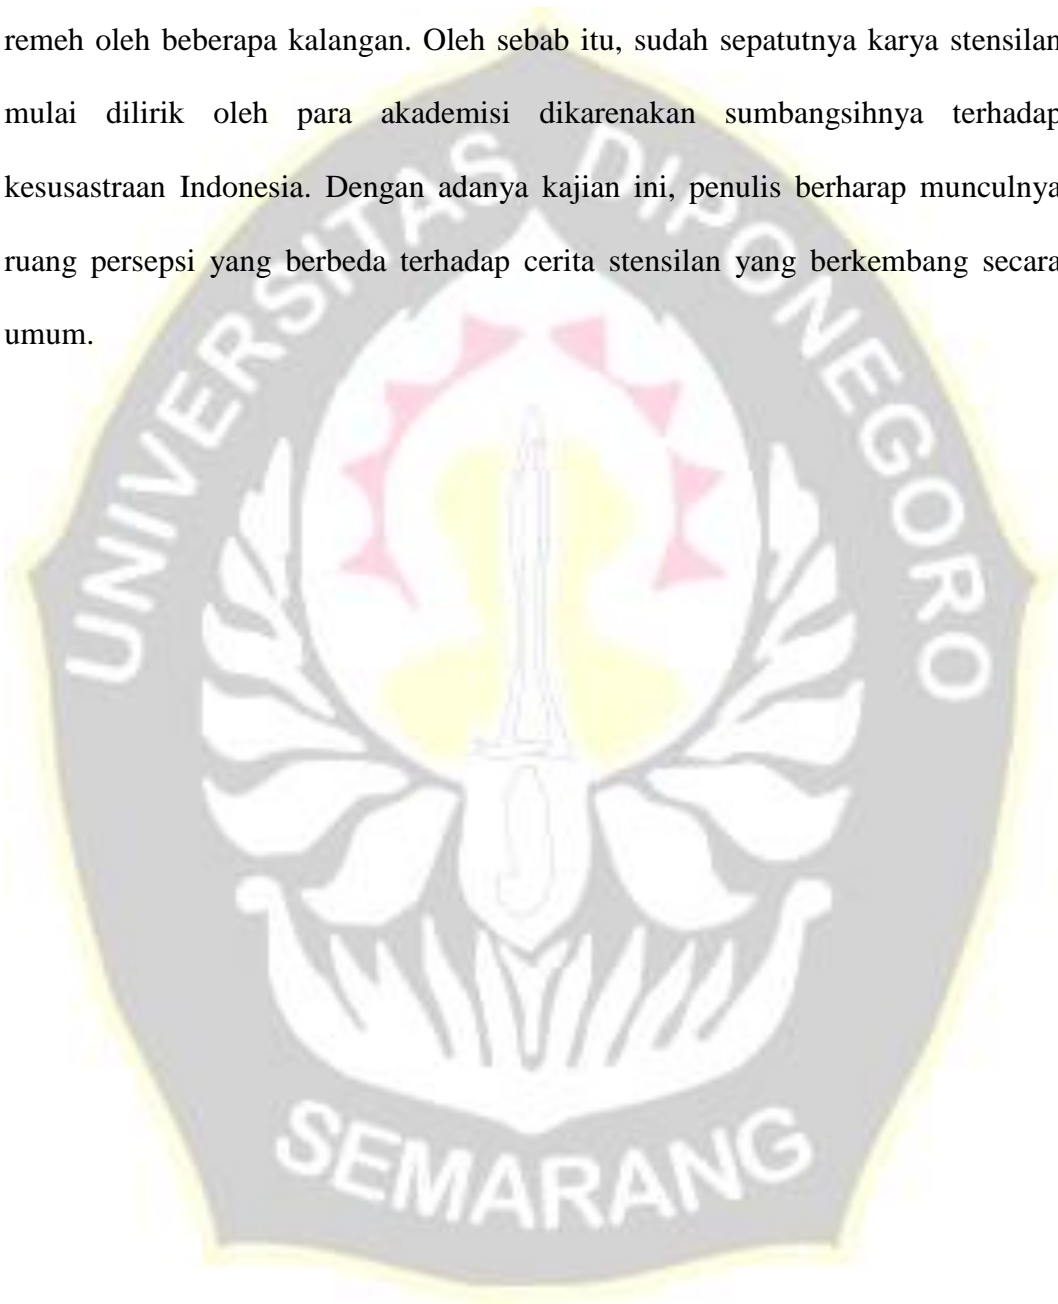 remeh oleh beberapa kalangan. Oleh sebab itu, sudah sepatutnya karya stensilan
mulai dilirik oleh para akademisi dikarenakan sumbangsihnya terhadap
kesusastraan Indonesia. Dengan adanya kajian ini, penulis berharap munculnya
ruang persepsi yang berbeda terhadap cerita stensilan yang berkembang secara
umum.
UNIVERSITAS DIPONEGORO
SEMARANG